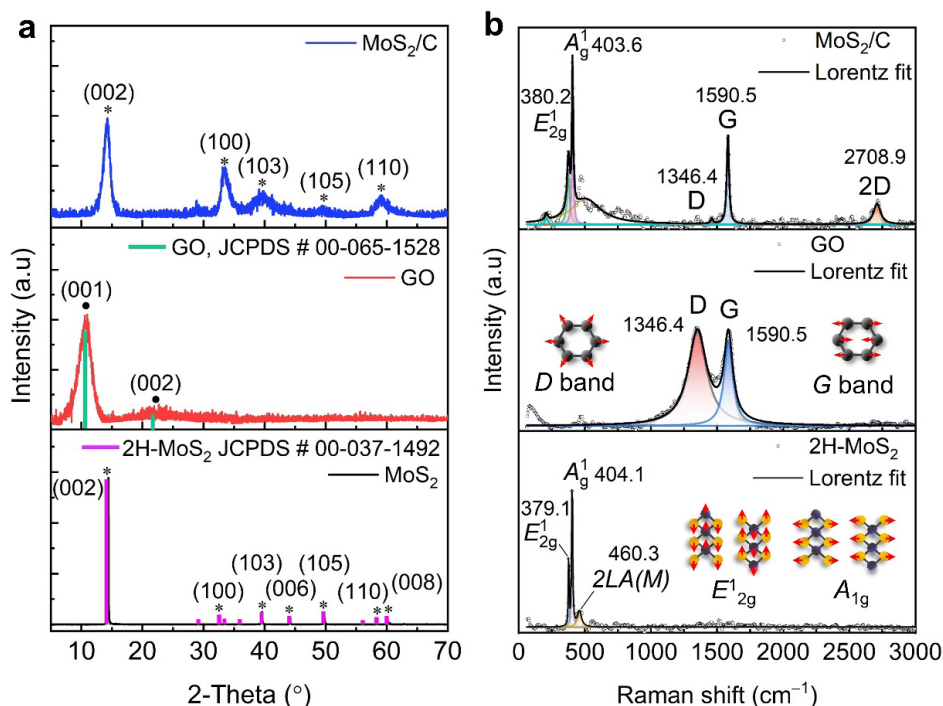 a
MoS₂/C
(002)
*
(100)
*
(103)
*
(105)
*
(110)
*
GO, JCPDS # 00-065-1528
GO
(001)
(002)
2H-MoS₂ JCPDS # 00-037-1492
MoS₂
(002)
*
(100)
*
(103)
*
(006)
*
(105)
*
(110)
*
(008)
*
10 20 30 40 50 60 70
2-Theta (°)
Intensity (a.u)
b
A¹g 403.6
MoS₂/C
Lorentz fit
380.2
E¹2g
1590.5
G
1346.4
D
2708.9
2D
GO
Lorentz fit
D
G
1346.4
1590.5
D band
G band
2H-MoS₂
Lorentz fit
A¹g 404.1
379.1
E¹2g
460.3
2LA(M)
E¹2g
A1g
0 500 1000 1500 2000 2500 3000
Raman shift (cm⁻¹)
Intensity (a.u)